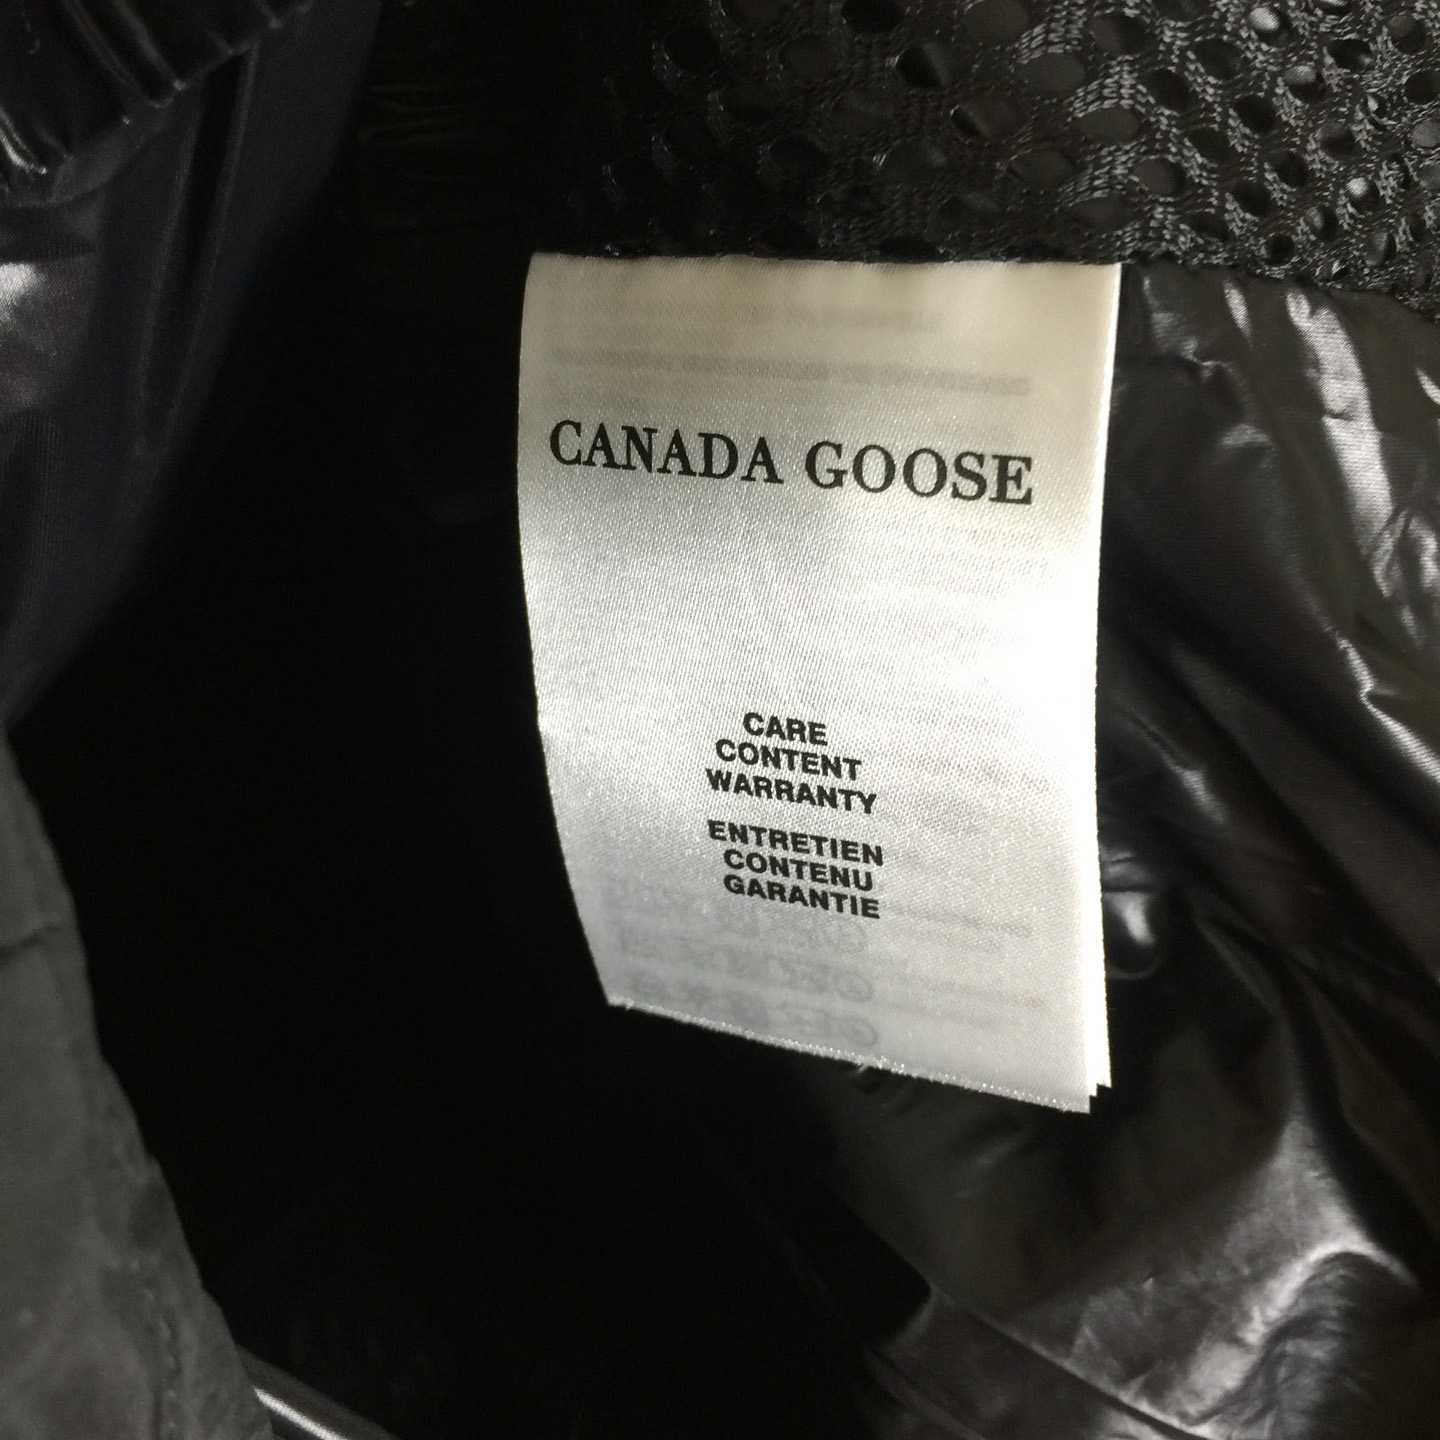 CANADA GOOSE
CARE
CONTENT
WARRANTY
ENTRETIEN
CONTENU
GARANTIE